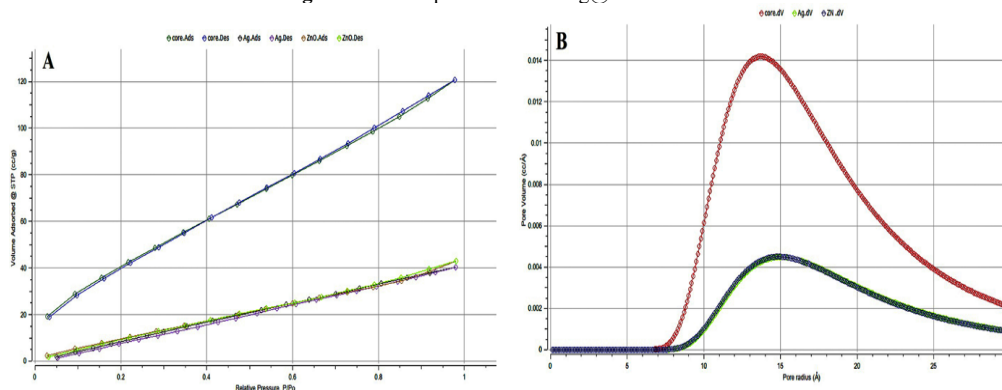 A
core.Ads core.Des Ag.Ads Ag.Des ZnO.Ads ZnO.Des
120
100
80
60
40
20
0
Volume Adsorbed @ STP (cc/g)
0 0.2 0.4 0.6 0.8 1
Relative Pressure, P/Po
B
core.dV Ag.dV ZN .dV
0.014
0.012
0.01
0.008
0.006
0.004
0.002
0
Pore Volume (cc/Å)
0 5 10 15 20 25
Pore radius (Å)